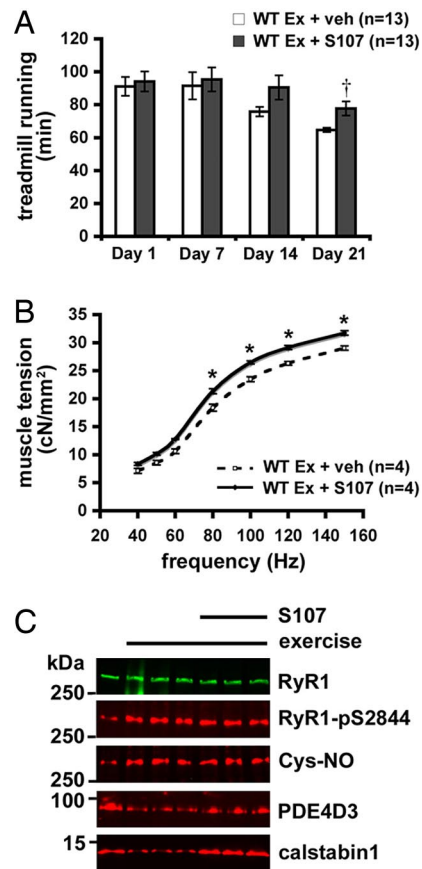 A
WT Ex + veh (n=13)
WT Ex + S107 (n=13)
treadmill running
(min)
120
100
80
60
40
20
0
†
Day 1 Day 7 Day 14 Day 21
B
muscle tension
(cN/mm²)
35
30
25
20
15
10
5
0
* * * *
WT Ex + veh (n=4)
WT Ex + S107 (n=4)
20 40 60 80 100 120 140 160
frequency (Hz)
C
S107
exercise
kDa
250 RyR1
250 RyR1-pS2844
250 Cys-NO
100 PDE4D3
15 calstabin1